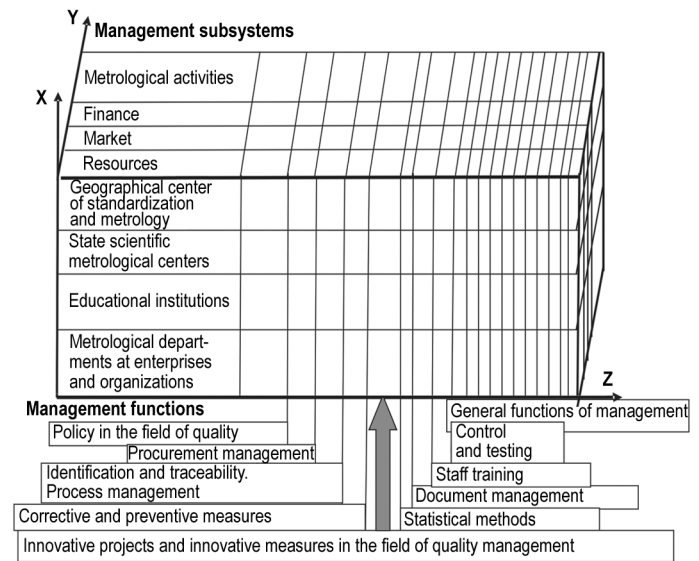 Y
Management subsystems
Metrological activities
X
Finance
Market
Resources
Geographical center
of standardization
and metrology
State scientific
metrological centers
Educational institutions
Metrological depart-
ments at enterprises
and organizations
Z
Management functions
General functions of management
Policy in the field of quality
Control
and testing
Procurement management
Identification and traceability.
Process management
Staff training
Document management
Corrective and preventive measures
Statistical methods
Innovative projects and innovative measures in the field of quality management